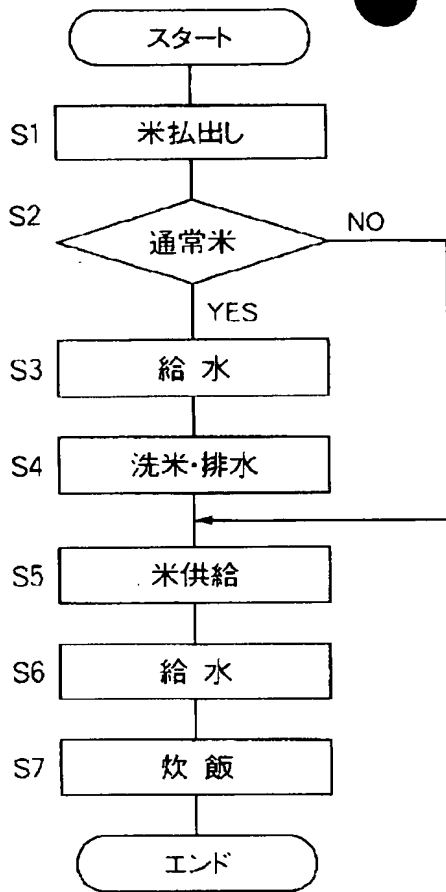 スタート
S1 米払出し
S2 通常米 NO
YES
S3 給水
S4 洗米・排水
S5 米供給
S6 給水
S7 炊飯
エンド